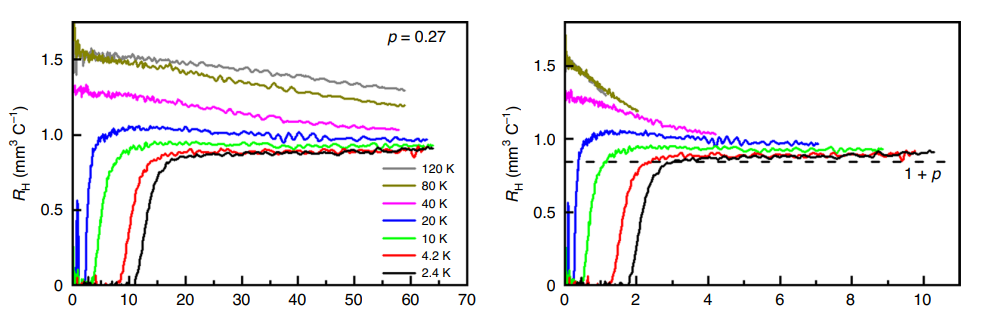 p = 0.27
R_H (mm³ C⁻¹)
1.5
1.0
0.5
0
120 K
80 K
40 K
20 K
10 K
4.2 K
2.4 K
0 10 20 30 40 50 60 70
R_H (mm³ C⁻¹)
1.5
1.0
0.5
0
1 + p
0 2 4 6 8 10